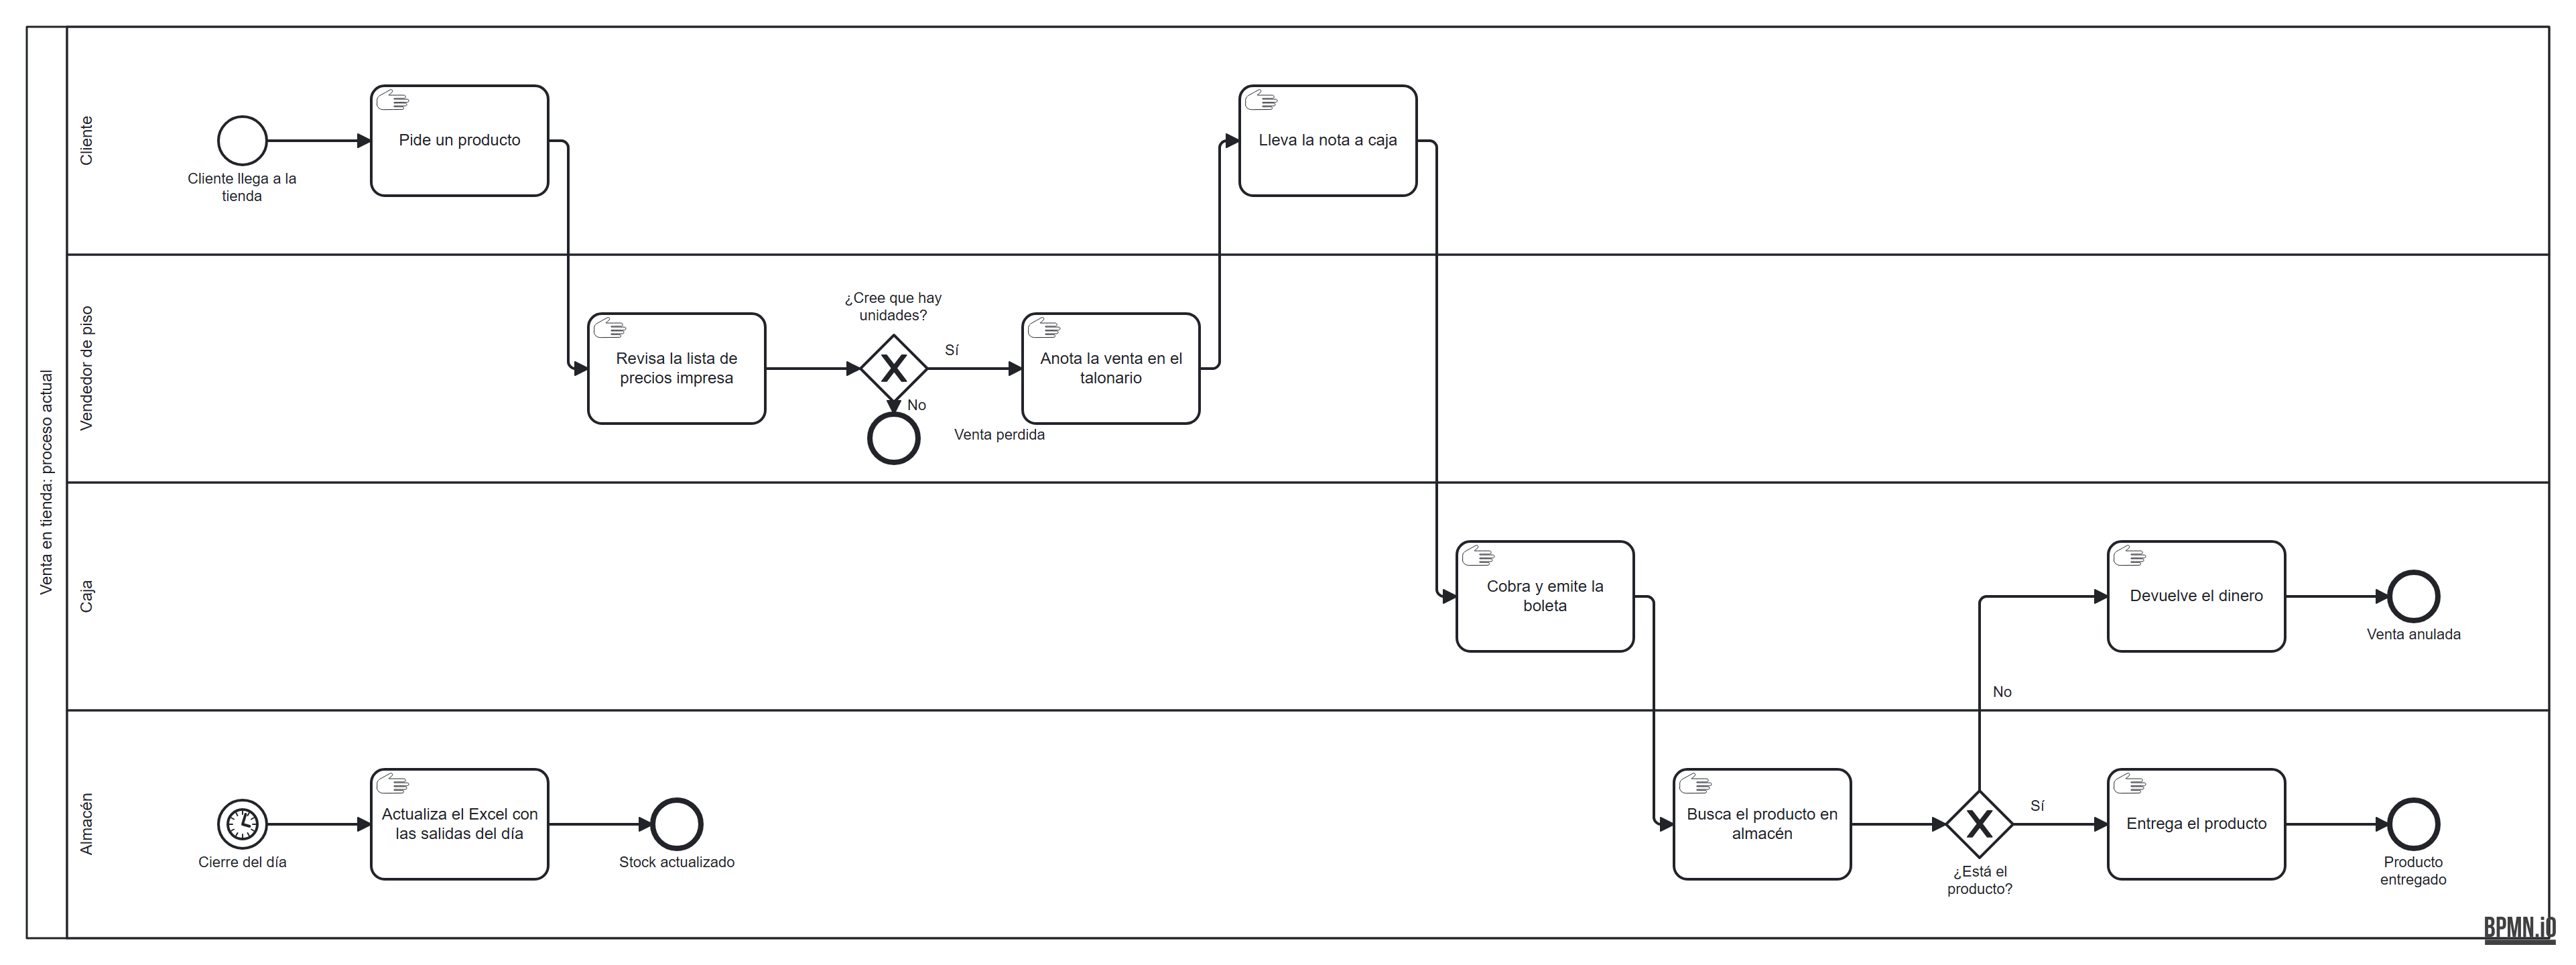 Venta en tienda: proceso actual
Cliente
Cliente llega a la
tienda
Pide un producto
Lleva la nota a caja
Vendedor de piso
Revisa la lista de
precios impresa
¿Cree que hay
unidades?
Sí
No
Venta perdida
Anota la venta en el
talonario
Caja
Cobra y emite la
boleta
Devuelve el dinero
Venta anulada
No
Almacén
Cierre del día
Actualiza el Excel con
las salidas del día
Stock actualizado
Busca el producto en
almacén
¿Está el
producto?
Sí
Entrega el producto
Producto
entregado
BPMN.iO